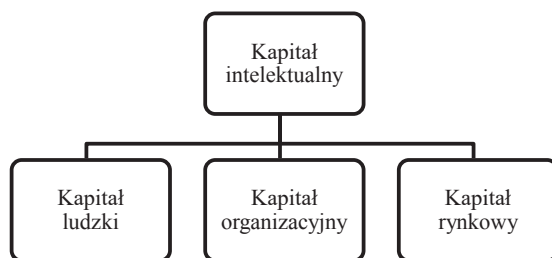 Kapitał
intelektualny
Kapitał
ludzki
Kapitał
organizacyjny
Kapitał
rynkowy